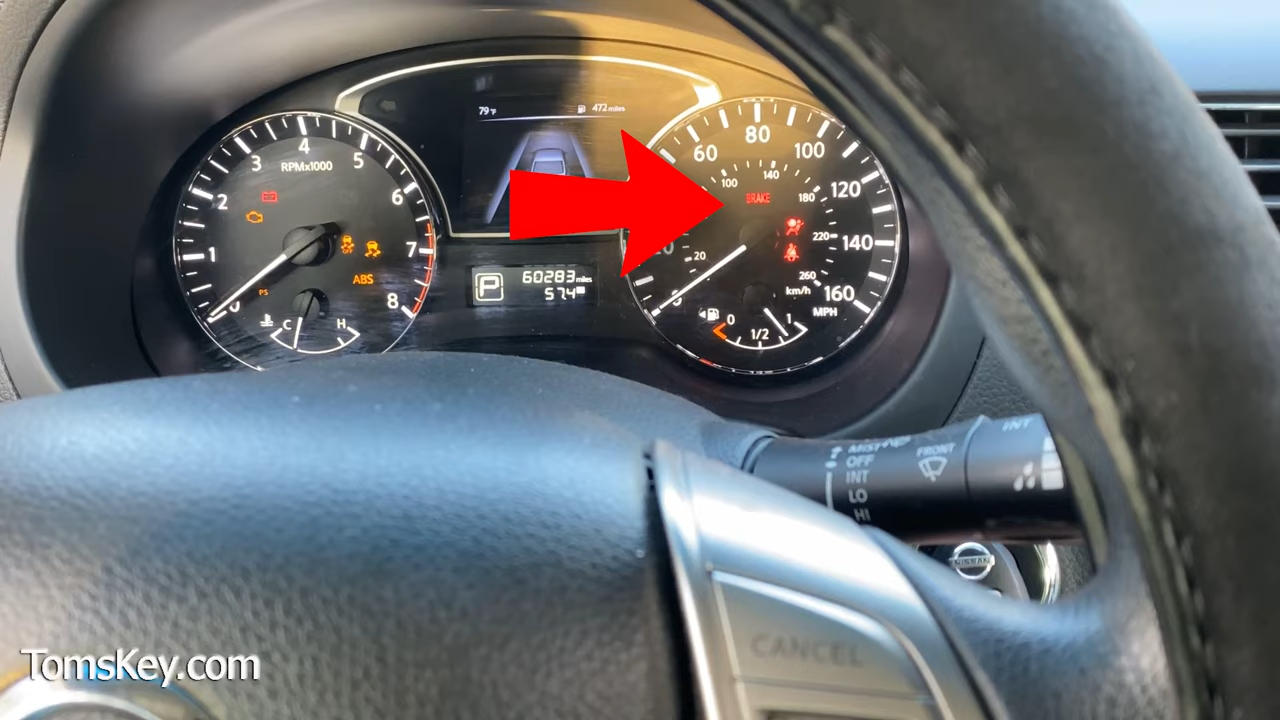 79°F
472 miles
RPMx1000
1
2
3
4
5
6
7
8
OFF
ABS
PS
C
H
P
60283 miles
574
60
80
100
120
140
160
MPH
20
100
140
180
220
260
km/h
BRAKE
0
1/2
1
MIST
OFF
INT
LO
HI
FRONT
INT
NISSAN
CANCEL
TomsKey.com